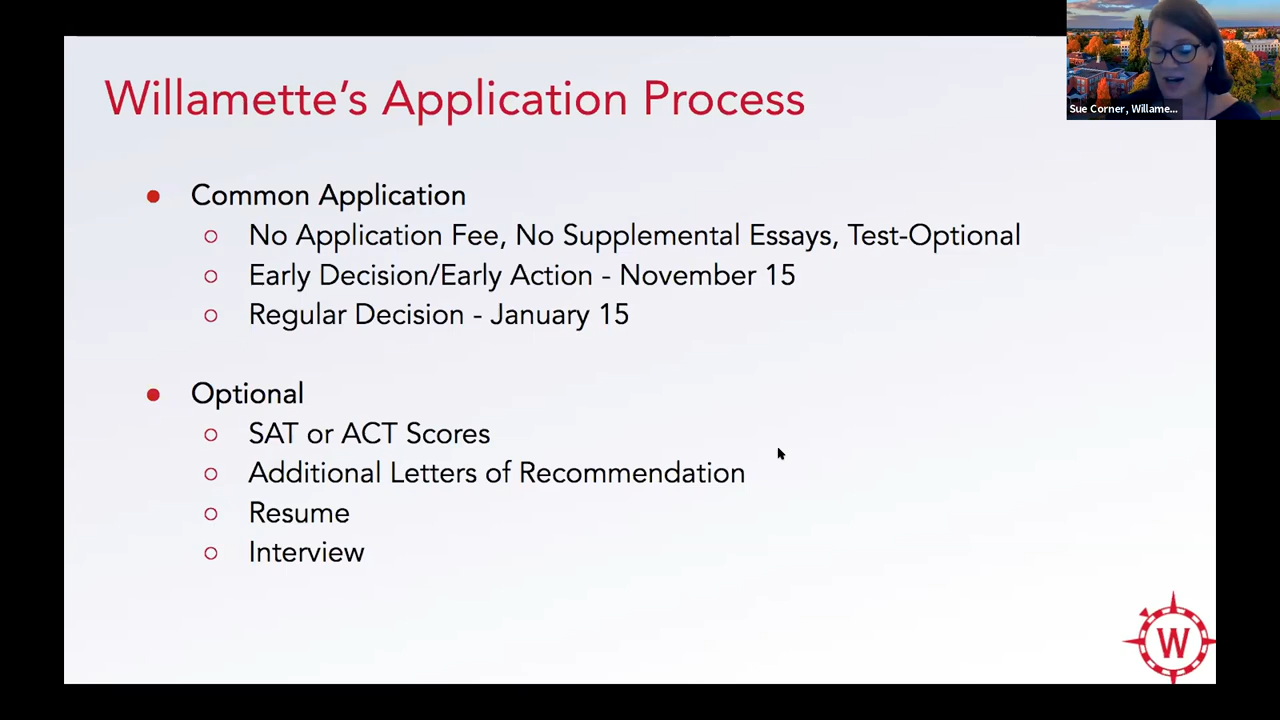 Willamette's Application Process
Sue Corner, Willame...
● Common Application
○ No Application Fee, No Supplemental Essays, Test-Optional
○ Early Decision/Early Action - November 15
○ Regular Decision - January 15
● Optional
○ SAT or ACT Scores
○ Additional Letters of Recommendation
○ Resume
○ Interview
W